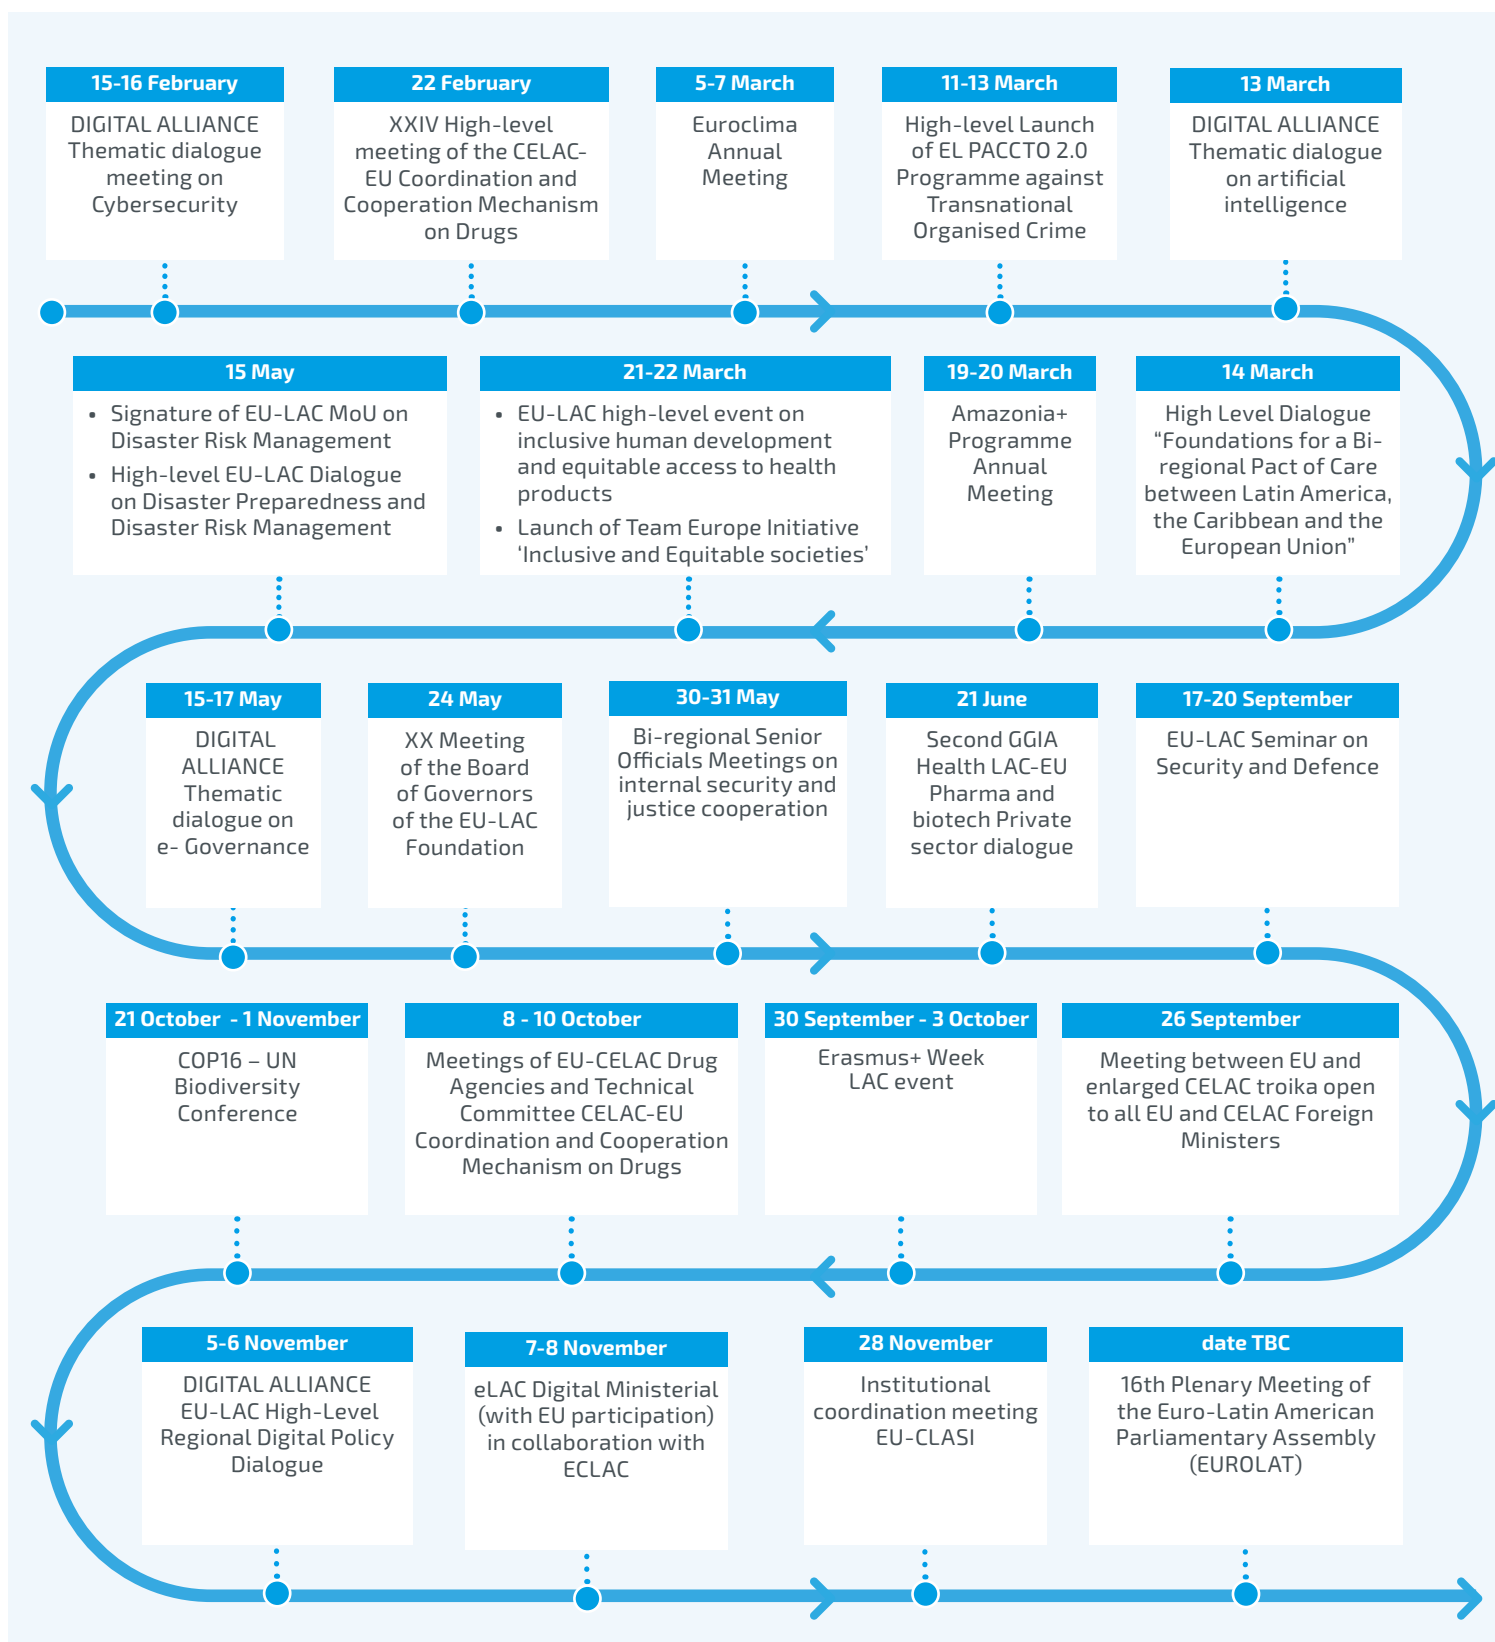 15-16 February
DIGITAL ALLIANCE
Thematic dialogue
meeting on
Cybersecurity
22 February
XXIV High-level
meeting of the CELAC-
EU Coordination and
Cooperation Mechanism
on Drugs
5-7 March
Euroclima
Annual
Meeting
11-13 March
High-level Launch
of EL PACCTO 2.0
Programme against
Transnational
Organised Crime
13 March
DIGITAL ALLIANCE
Thematic dialogue
on artificial
intelligence
15 May
• Signature of EU-LAC MoU on
Disaster Risk Management
• High-level EU-LAC Dialogue
on Disaster Preparedness and
Disaster Risk Management
21-22 March
• EU-LAC high-level event on
inclusive human development
and equitable access to health
products
• Launch of Team Europe Initiative
‘Inclusive and Equitable societies’
19-20 March
Amazonia+
Programme
Annual
Meeting
14 March
High Level Dialogue
“Foundations for a Bi-
regional Pact of Care
between Latin America,
the Caribbean and the
European Union”
15-17 May
DIGITAL
ALLIANCE
Thematic
dialogue on
e- Governance
24 May
XX Meeting
of the Board
of Governors
of the EU-LAC
Foundation
30-31 May
Bi-regional Senior
Officials Meetings on
internal security and
justice cooperation
21 June
Second GGIA
Health LAC-EU
Pharma and
biotech Private
sector dialogue
17-20 September
EU-LAC Seminar on
Security and Defence
21 October - 1 November
COP16 – UN
Biodiversity
Conference
8 - 10 October
Meetings of EU-CELAC Drug
Agencies and Technical
Committee CELAC-EU
Coordination and Cooperation
Mechanism on Drugs
30 September - 3 October
Erasmus+ Week
LAC event
26 September
Meeting between EU and
enlarged CELAC troika open
to all EU and CELAC Foreign
Ministers
5-6 November
DIGITAL ALLIANCE
EU-LAC High-Level
Regional Digital Policy
Dialogue
7-8 November
eLAC Digital Ministerial
(with EU participation)
in collaboration with
ECLAC
28 November
Institutional
coordination meeting
EU-CLASI
date TBC
16th Plenary Meeting of
the Euro-Latin American
Parliamentary Assembly
(EUROLAT)